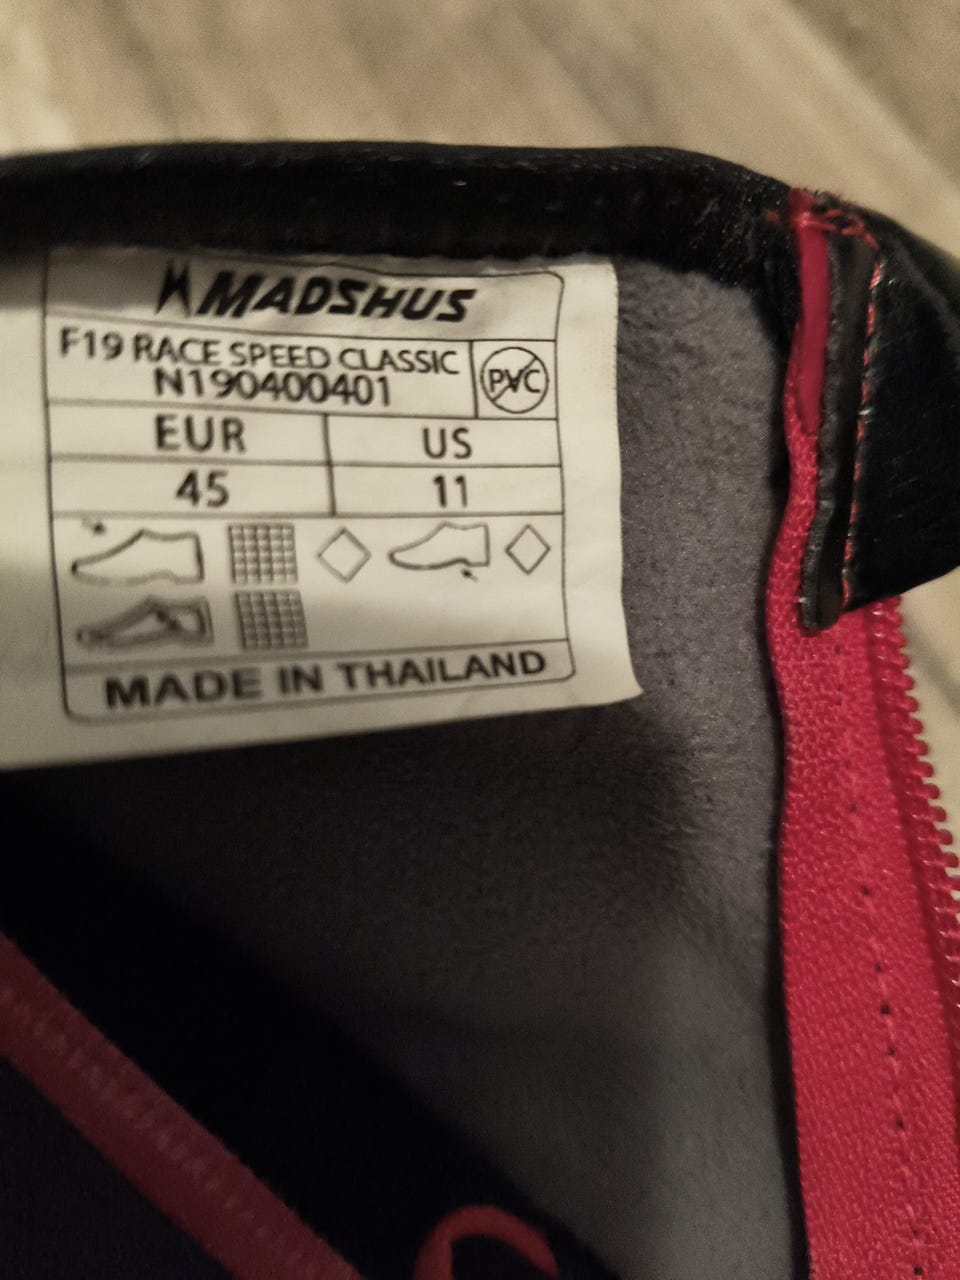 MADSHUS
F19 RACE SPEED CLASSIC
N190400401
PVC
EUR
US
45
11
MADE IN THAILAND